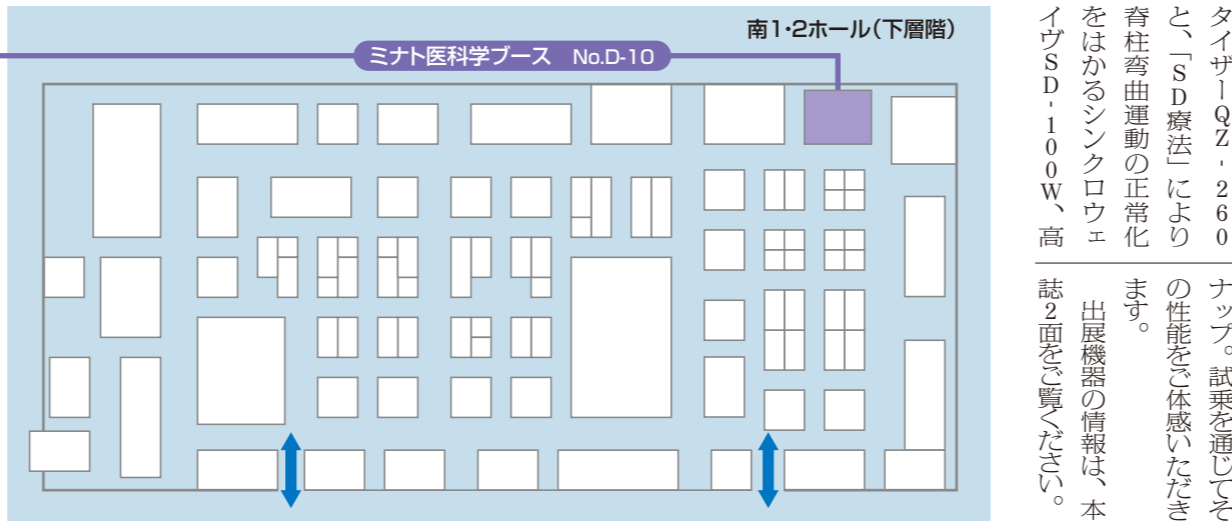 南1・2ホール（下層階）
ミナト医科学ブース　No.D-10
タイザーＱＺ-２６０
と、「ＳＤ療法」により
脊柱弯曲運動の正常化
をはかるシンクロウェ
イヴＳＤ-１００Ｗ、高
ナップ。試乗を通じてそ
の性能をご体感いただき
ます。
　出展機器の情報は、本
誌２面をご覧ください。